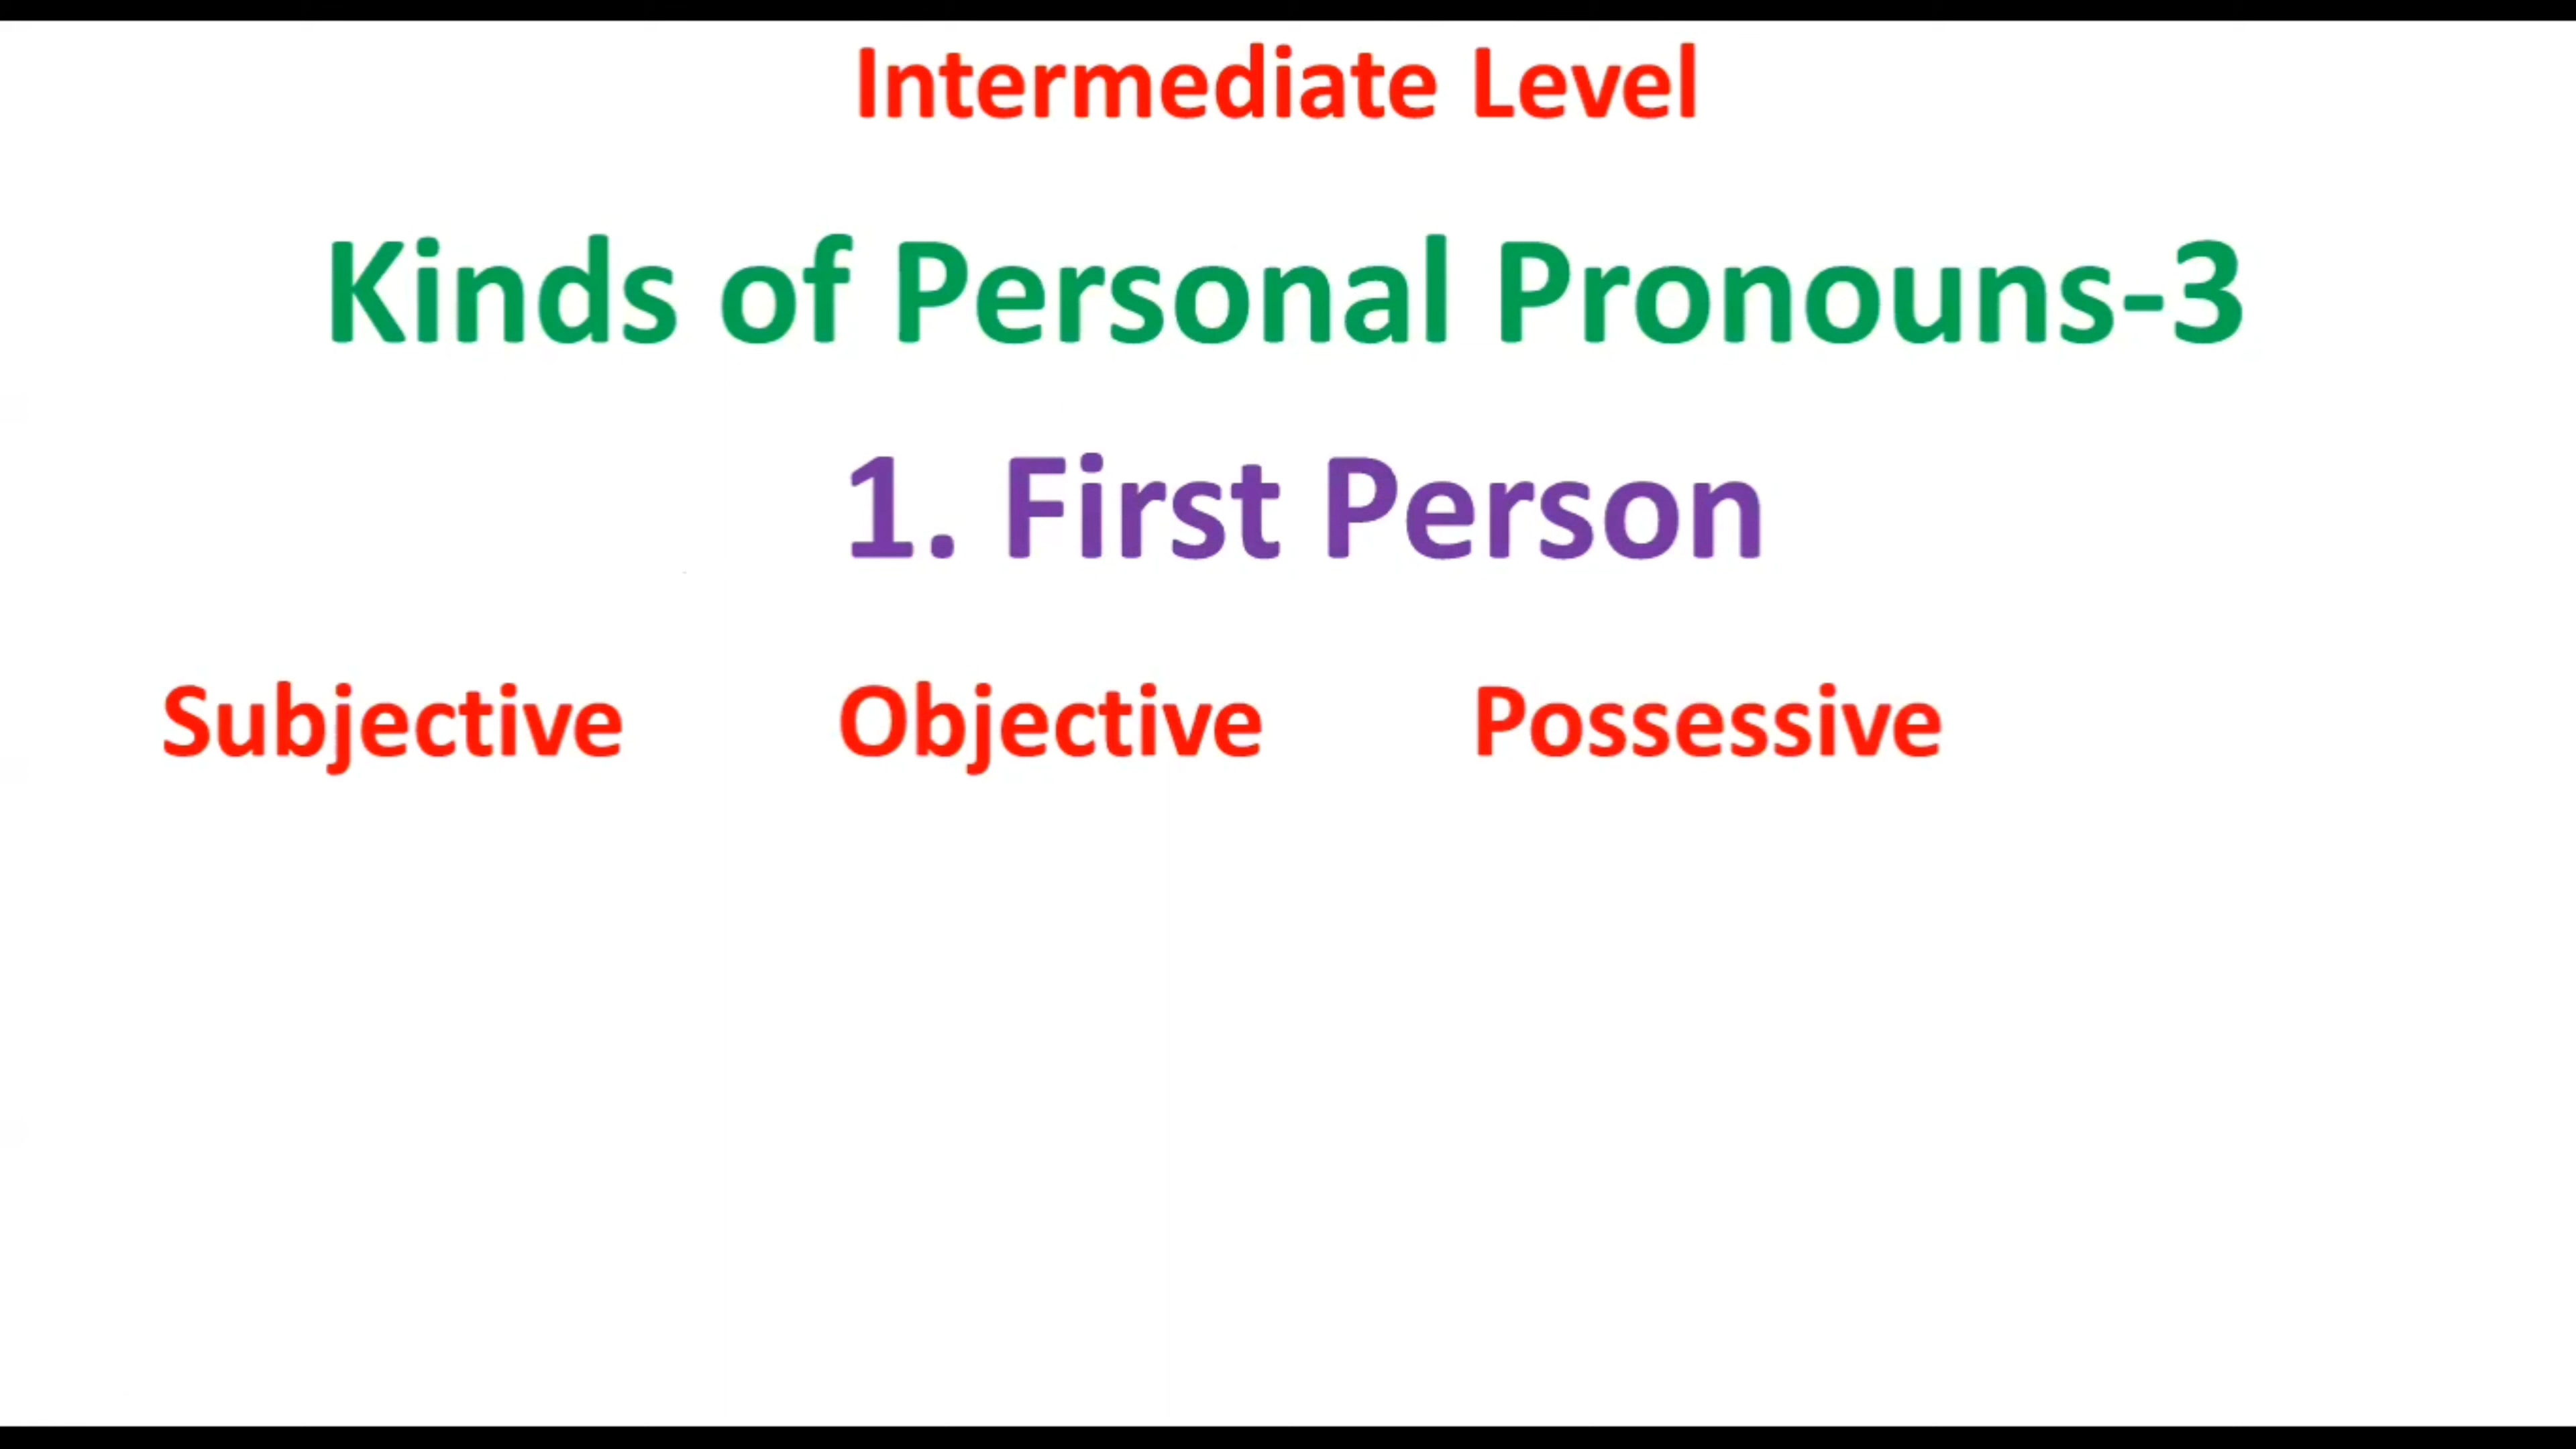 Intermediate Level
Kinds of Personal Pronouns-3
1. First Person
Subjective Objective Possessive